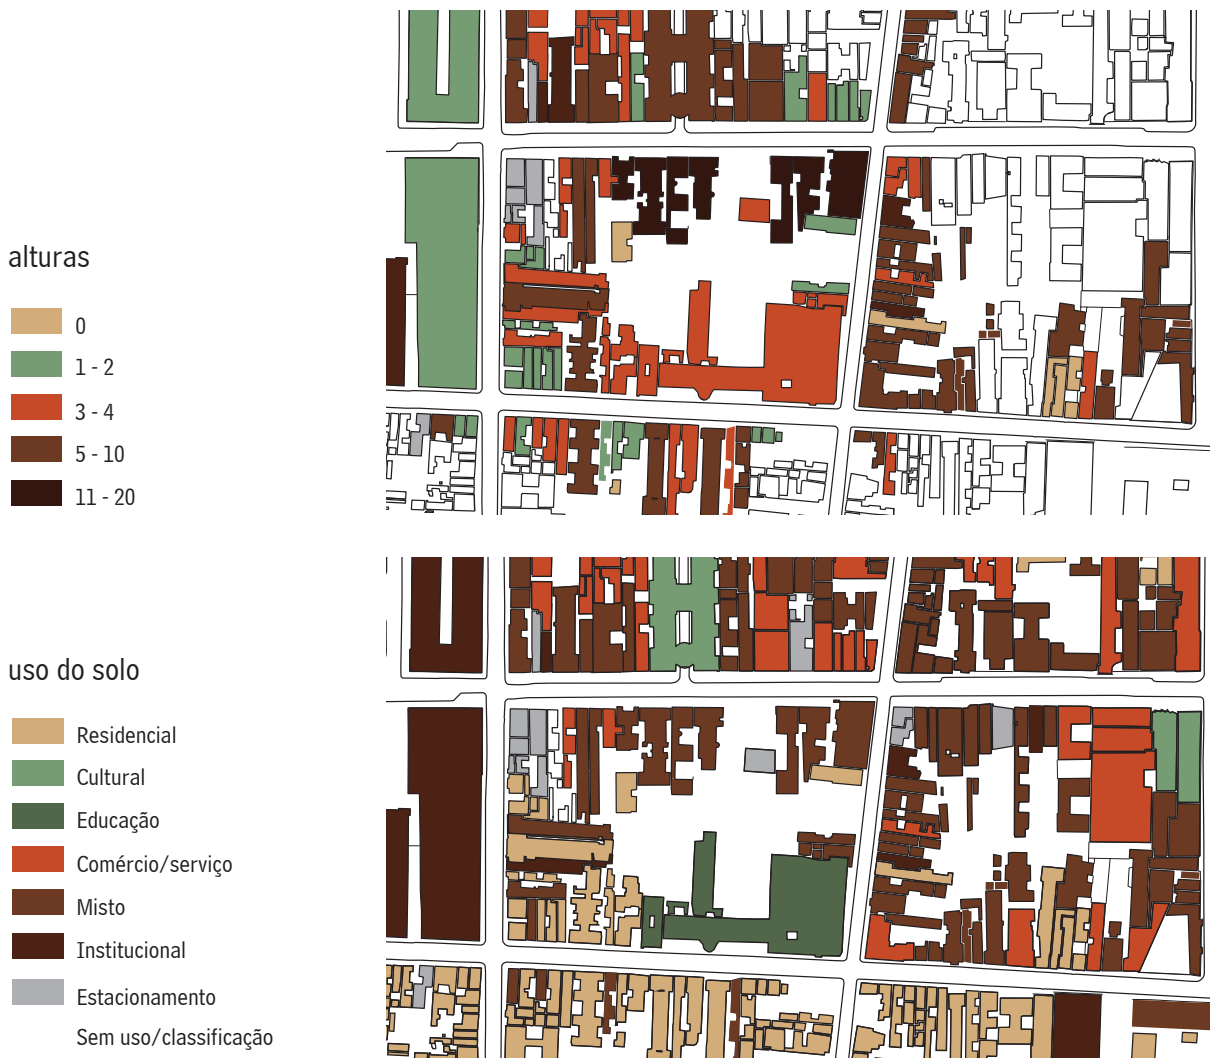 alturas
0
1 - 2
3 - 4
5 - 10
11 - 20
uso do solo
Residencial
Cultural
Educação
Comércio/serviço
Misto
Institucional
Estacionamento
Sem uso/classificação